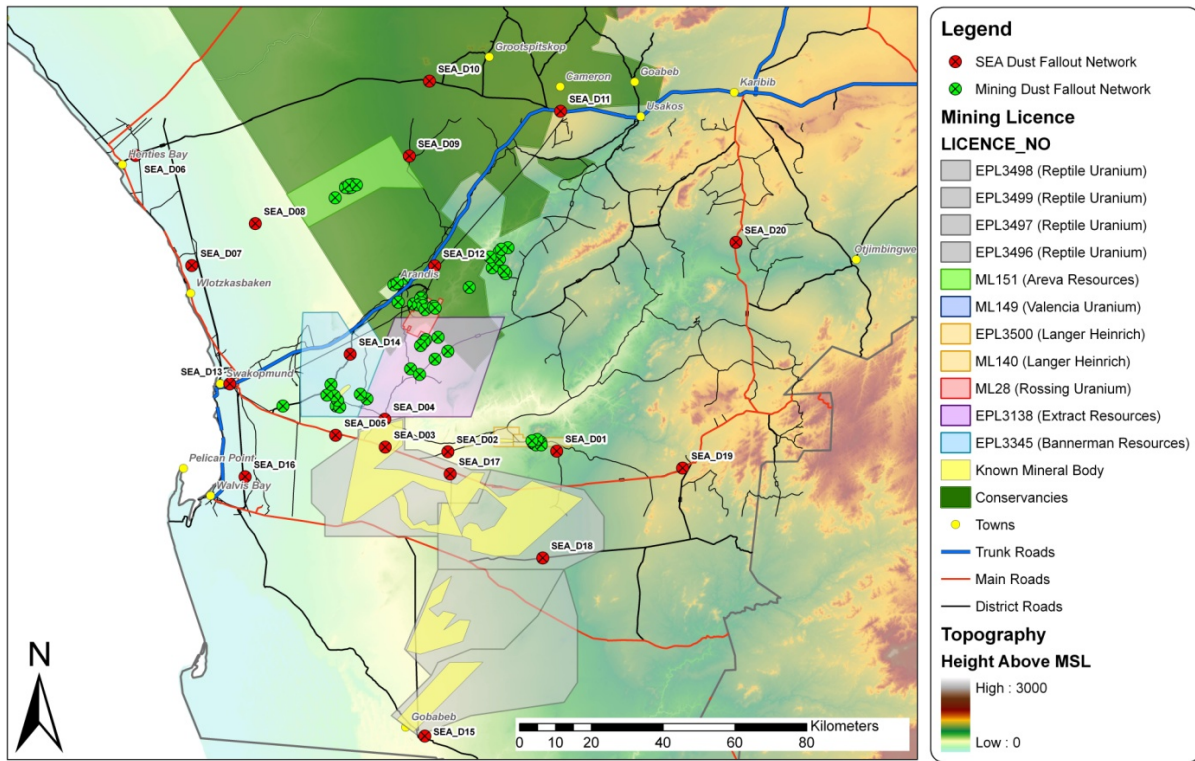 Grootspitskop
SEA_D10
Cameron
Goabeb
Karibib
SEA_D11
Usakos
SEA_D09
Henties Bay
SEA_D06
SEA_D08
SEA_D20
SEA_D07
SEA_D12
Otjimbingwe
Arandis
Wlotzkasbaken
SEA_D14
SEA_D13
Swakopmund
SEA_D04
SEA_D05
SEA_D03
SEA_D02
SEA_D01
Pelican Point
SEA_D16
SEA_D17
SEA_D19
Walvis Bay
SEA_D18
N
Gobabeb
SEA_D15
Kilometers
0 10 20 40 60 80
Legend
SEA Dust Fallout Network
Mining Dust Fallout Network
Mining Licence
LICENCE_NO
EPL3498 (Reptile Uranium)
EPL3499 (Reptile Uranium)
EPL3497 (Reptile Uranium)
EPL3496 (Reptile Uranium)
ML151 (Areva Resources)
ML149 (Valencia Uranium)
EPL3500 (Langer Heinrich)
ML140 (Langer Heinrich)
ML28 (Rossing Uranium)
EPL3138 (Extract Resources)
EPL3345 (Bannerman Resources)
Known Mineral Body
Conservancies
Towns
Trunk Roads
Main Roads
District Roads
Topography
Height Above MSL
High : 3000
Low : 0